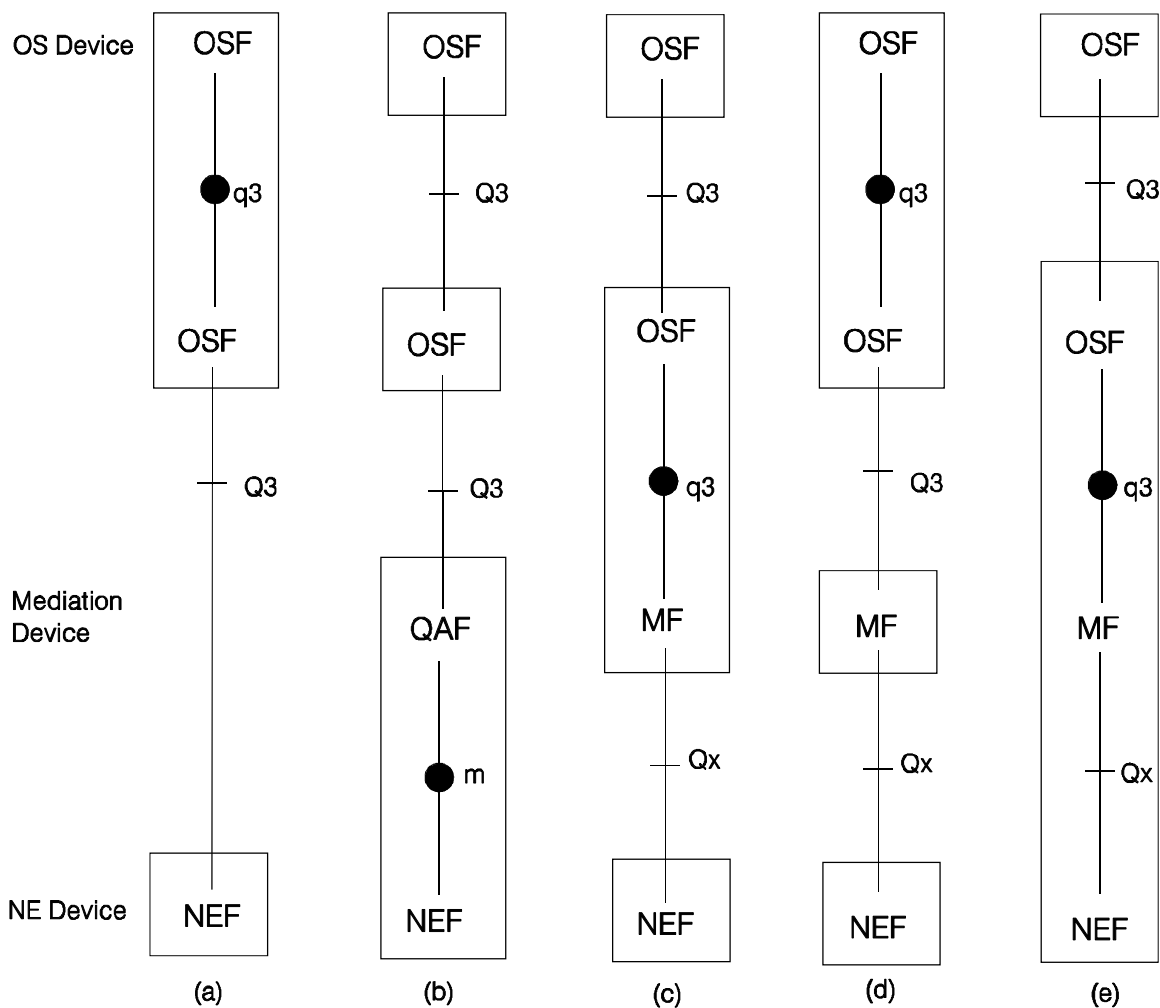 OS Device
OSF OSF OSF OSF OSF
q3 Q3 Q3 q3 Q3
OSF OSF OSF OSF OSF
Q3 Q3 q3 Q3 q3
Mediation
Device
QAF MF MF MF
m Qx Qx Qx
NE Device
NEF NEF NEF NEF NEF
(a) (b) (c) (d) (e)